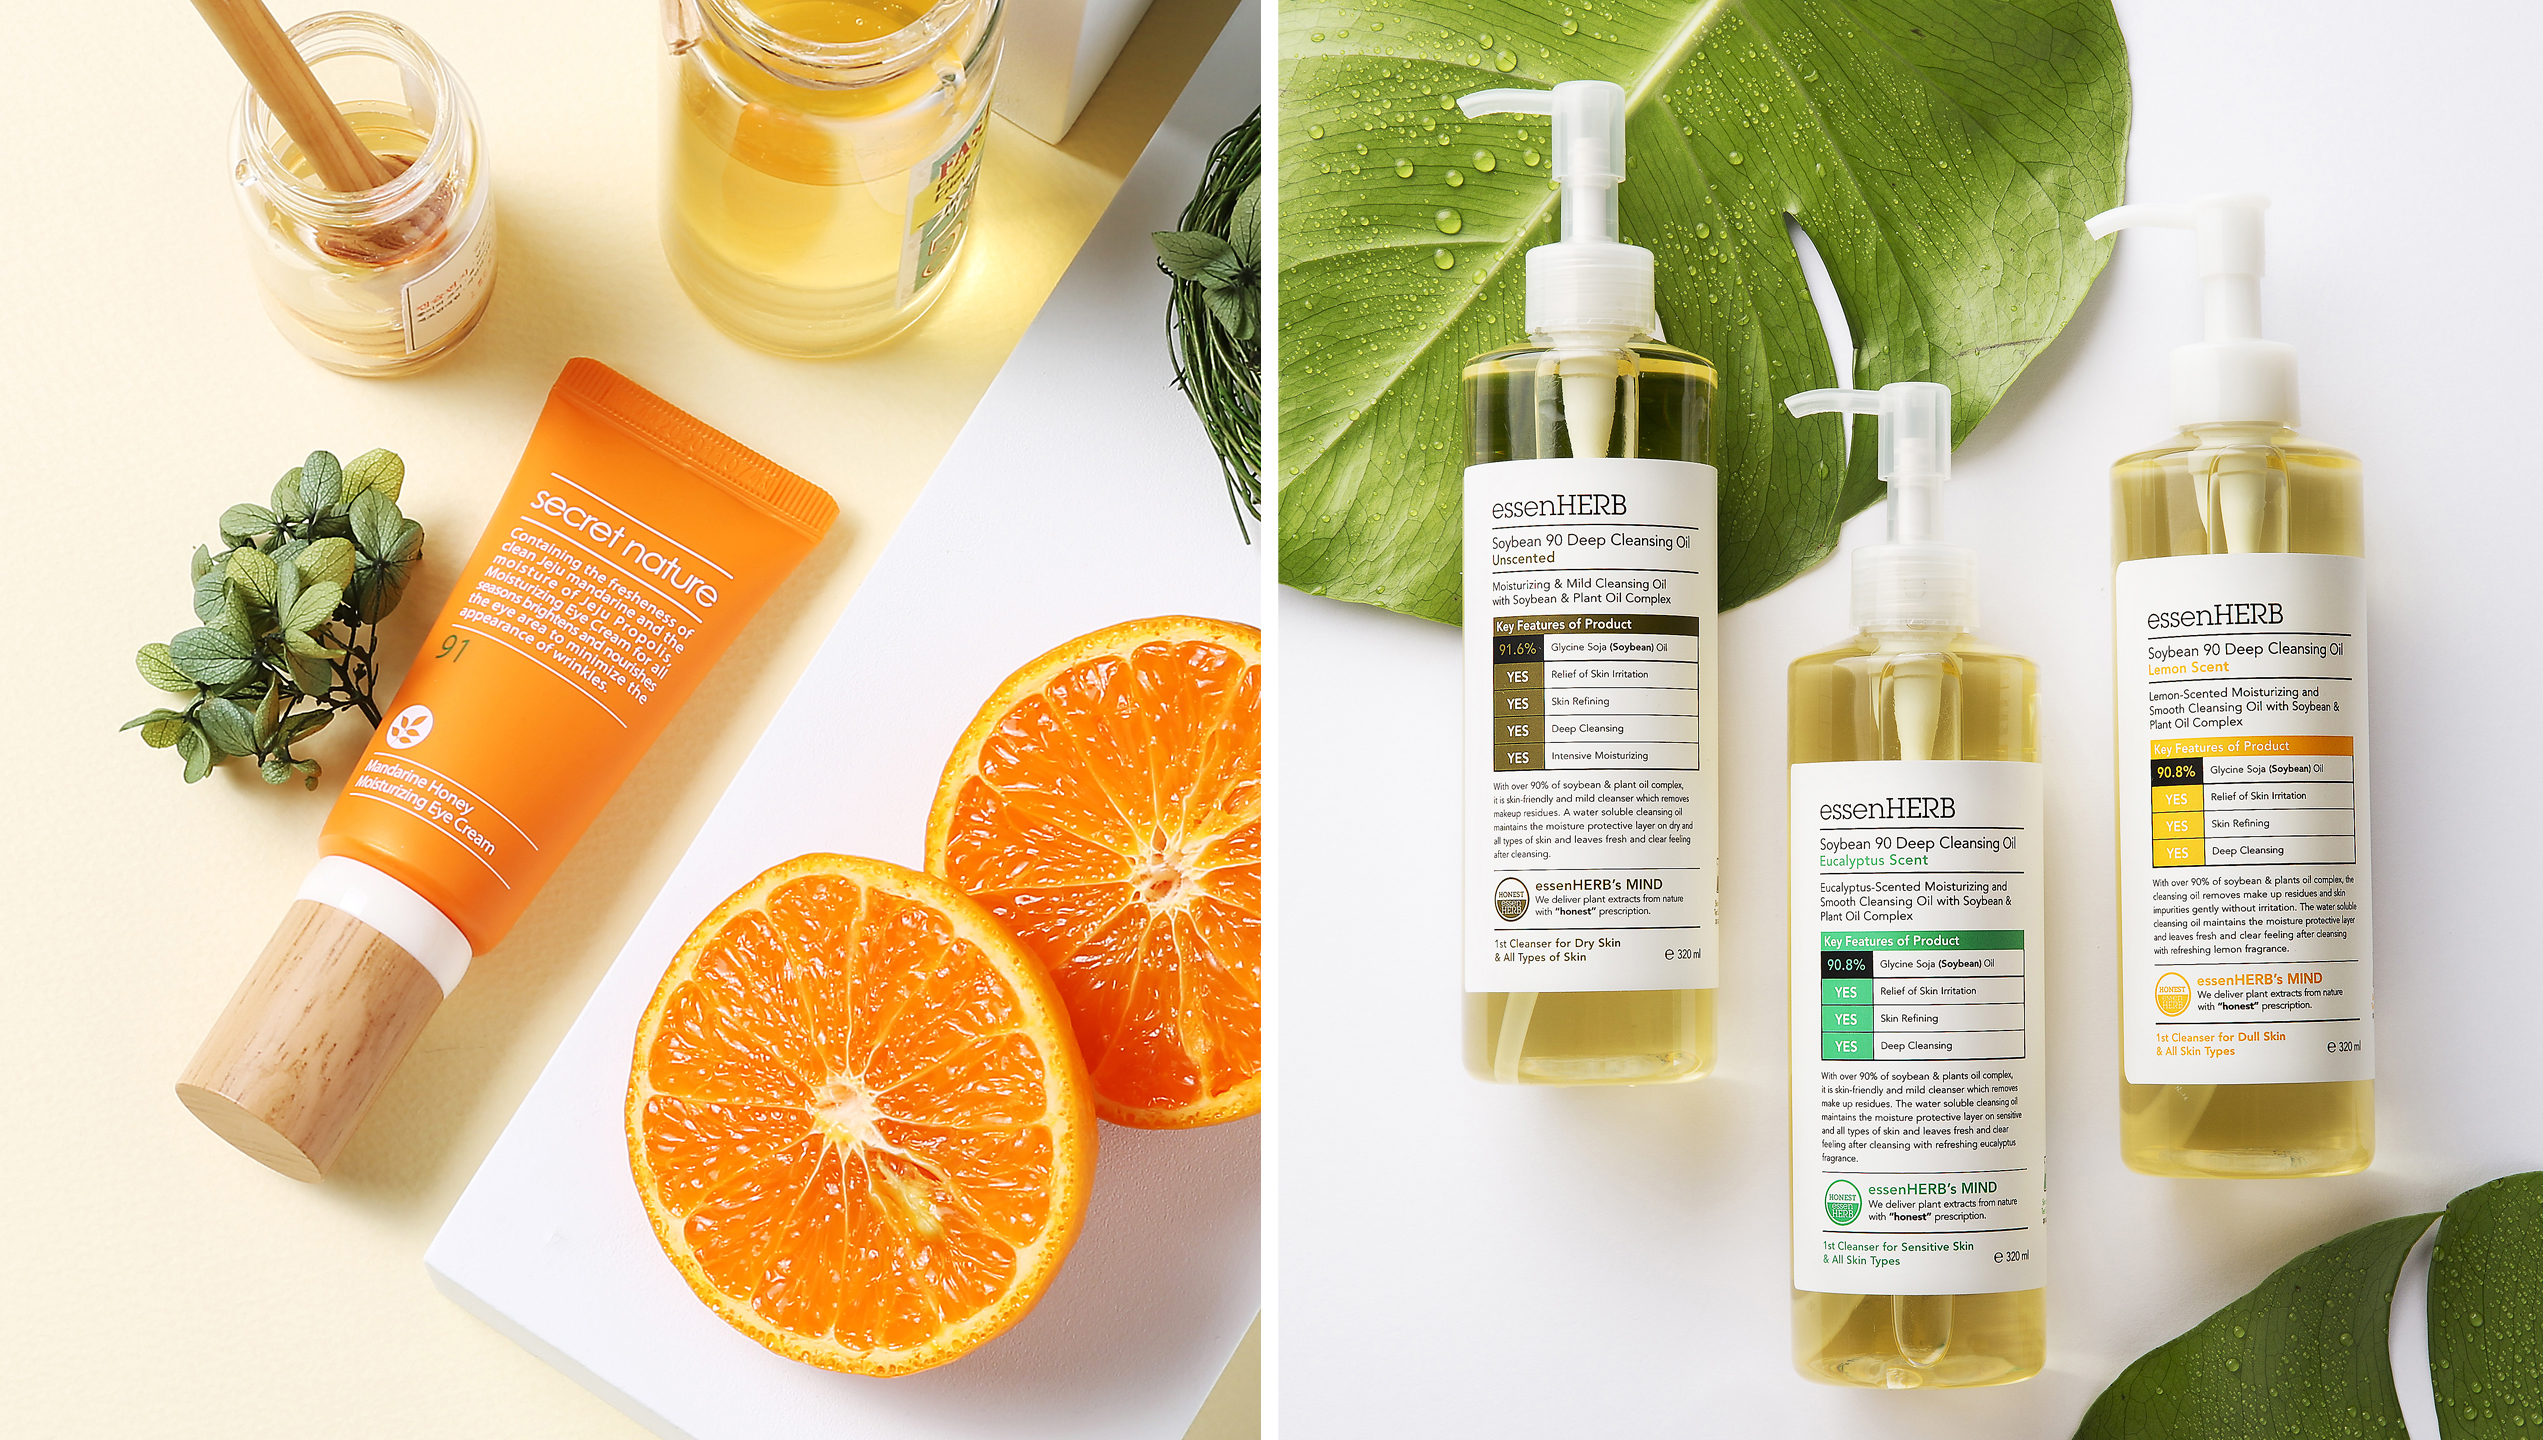 secret nature
Containing the freshness of
clean Jeju mandarine and the
moisture of Jeju Propolis,
Moisturizing Eye Cream for all
seasons brightens and nourishes
the eye area to minimize the
appearance of wrinkles.
91
Mandarine Honey
Moisturizing Eye Cream
essenHERB
Soybean 90 Deep Cleansing Oil
Unscented
Moisturizing & Mild Cleansing Oil
with Soybean & Plant Oil Complex
Key Features of Product
91.6% Glycine Soja (Soybean) Oil
YES Relief of Skin Irritation
YES Skin Refining
YES Deep Cleansing
YES Intensive Moisturizing
With over 90% of soybean & plant oil complex,
it is skin-friendly and mild cleanser which removes
makeup residues. A water soluble cleansing oil
maintains the moisture protective layer on dry and
all types of skin and leaves fresh and clear feeling
after cleansing.
HONEST
essen
HERB
essenHERB's MIND
We deliver plant extracts from nature
with "honest" prescription.
1st Cleanser for Dry Skin
& All Types of Skin
℮ 320 ml
essenHERB
Soybean 90 Deep Cleansing Oil
Eucalyptus Scent
Eucalyptus-Scented Moisturizing and
Smooth Cleansing Oil with Soybean &
Plant Oil Complex
Key Features of Product
90.8% Glycine Soja (Soybean) Oil
YES Relief of Skin Irritation
YES Skin Refining
YES Deep Cleansing
With over 90% of soybean & plants oil complex,
it is skin-friendly and mild cleanser which removes
make up residues. The water soluble cleansing oil
maintains the moisture protective layer on sensitive
and all types of skin and leaves fresh and clear
feeling after cleansing with refreshing eucalyptus
fragrance.
HONEST
essen
HERB
essenHERB's MIND
We deliver plant extracts from nature
with "honest" prescription.
1st Cleanser for Sensitive Skin
& All Skin Types
℮ 320 ml
essenHERB
Soybean 90 Deep Cleansing Oil
Lemon Scent
Lemon-Scented Moisturizing and
Smooth Cleansing Oil with Soybean &
Plant Oil Complex
Key Features of Product
90.8% Glycine Soja (Soybean) Oil
YES Relief of Skin Irritation
YES Skin Refining
YES Deep Cleansing
With over 90% of soybean & plants oil complex, the
cleansing oil removes make up residues and skin
impurities gently without irritation. The water soluble
cleansing oil maintains the moisture protective layer
and leaves fresh and clear feeling after cleansing
with refreshing lemon fragrance.
HONEST
essen
HERB
essenHERB's MIND
We deliver plant extracts from nature
with "honest" prescription.
1st Cleanser for Dull Skin
& All Skin Types
℮ 320 ml